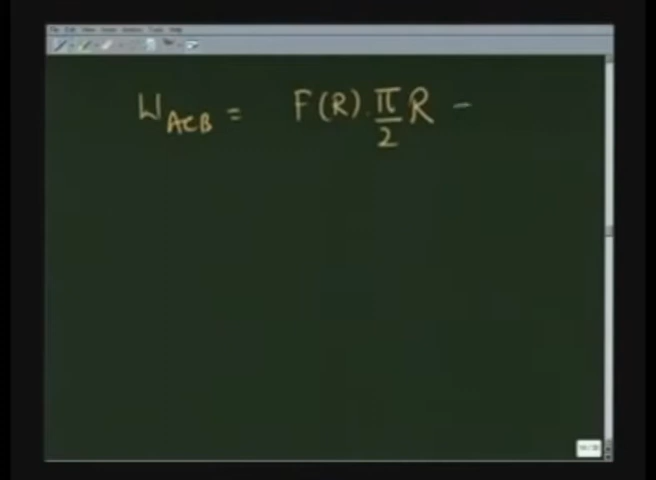 W_ACB = F(R) . π/2 R −